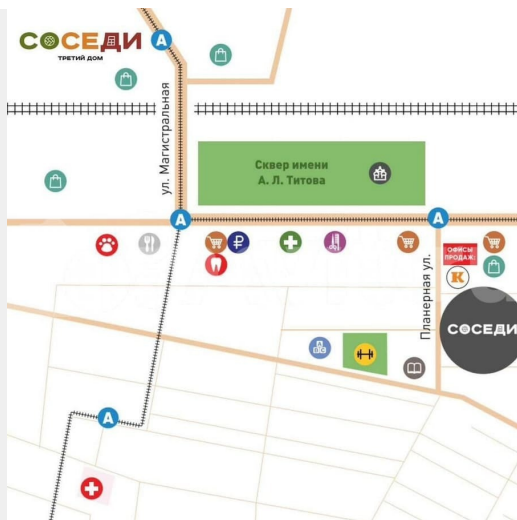 СОСЕДИ
ТРЕТИЙ ДОМ
А
ул. Магистральная
Сквер имени
А. Л. Титова
А
А
₽
ОФИСЫ
ПРОДАЖ:
К
Планерная ул.
СОСЕДИ
А